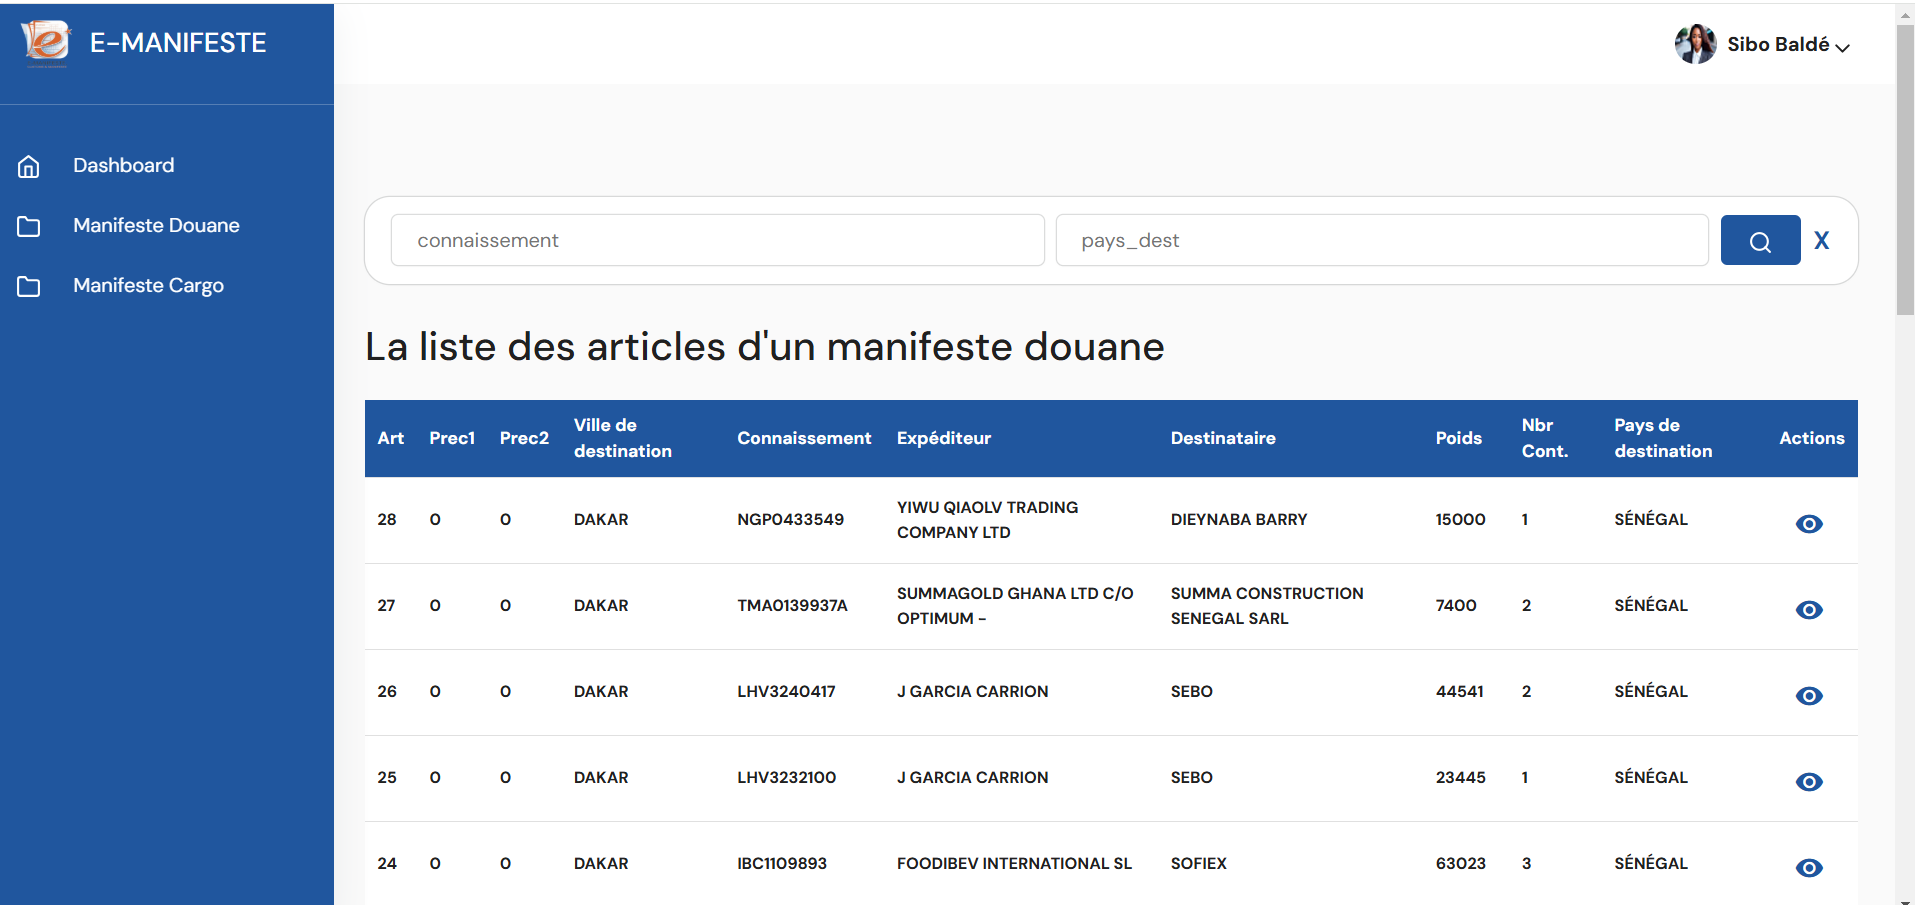 E-MANIFESTE
Sibo Baldé
Dashboard
Manifeste Douane
Manifeste Cargo
connaissement
pays_dest
X
La liste des articles d'un manifeste douane
Art Prec1 Prec2 Ville de destination Connaissement Expéditeur Destinataire Poids Nbr Cont. Pays de destination Actions
28 0 0 DAKAR NGP0433549 YIWU QIAOLV TRADING COMPANY LTD DIEYNABA BARRY 15000 1 SÉNÉGAL
27 0 0 DAKAR TMA0139937A SUMMAGOLD GHANA LTD C/O OPTIMUM - SUMMA CONSTRUCTION SENEGAL SARL 7400 2 SÉNÉGAL
26 0 0 DAKAR LHV3240417 J GARCIA CARRION SEBO 44541 2 SÉNÉGAL
25 0 0 DAKAR LHV3232100 J GARCIA CARRION SEBO 23445 1 SÉNÉGAL
24 0 0 DAKAR IBC1109893 FOODIBEV INTERNATIONAL SL SOFIEX 63023 3 SÉNÉGAL